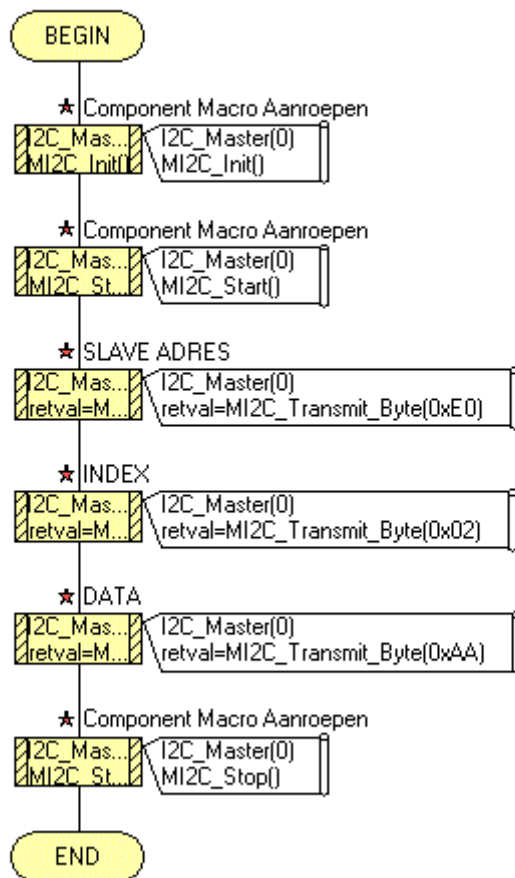 BEGIN
Component Macro Aanroepen
I2C_Mas... I2C_Master(0)
MI2C_Init() MI2C_Init()
Component Macro Aanroepen
I2C_Mas... I2C_Master(0)
MI2C_St... MI2C_Start()
SLAVE ADRES
I2C_Mas... I2C_Master(0)
retval=M... retval=MI2C_Transmit_Byte(0xE0)
INDEX
I2C_Mas... I2C_Master(0)
retval=M... retval=MI2C_Transmit_Byte(0x02)
DATA
I2C_Mas... I2C_Master(0)
retval=M... retval=MI2C_Transmit_Byte(0xAA)
Component Macro Aanroepen
I2C_Mas... I2C_Master(0)
MI2C_St... MI2C_Stop()
END